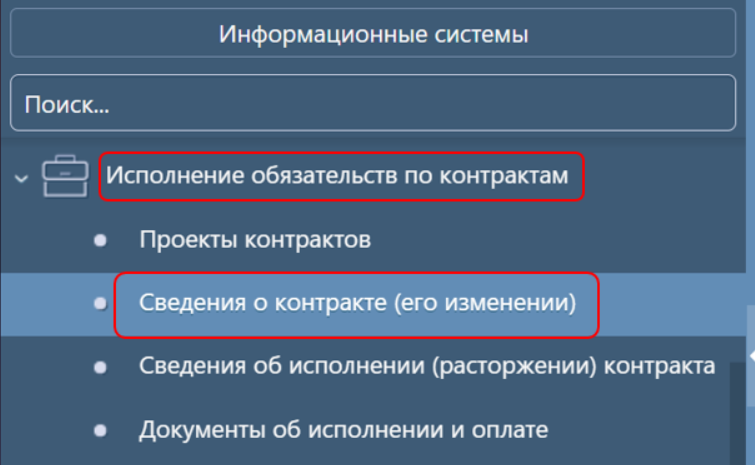 Информационные системы
Поиск...
Исполнение обязательств по контрактам
Проекты контрактов
Сведения о контракте (его изменении)
Сведения об исполнении (расторжении) контракта
Документы об исполнении и оплате